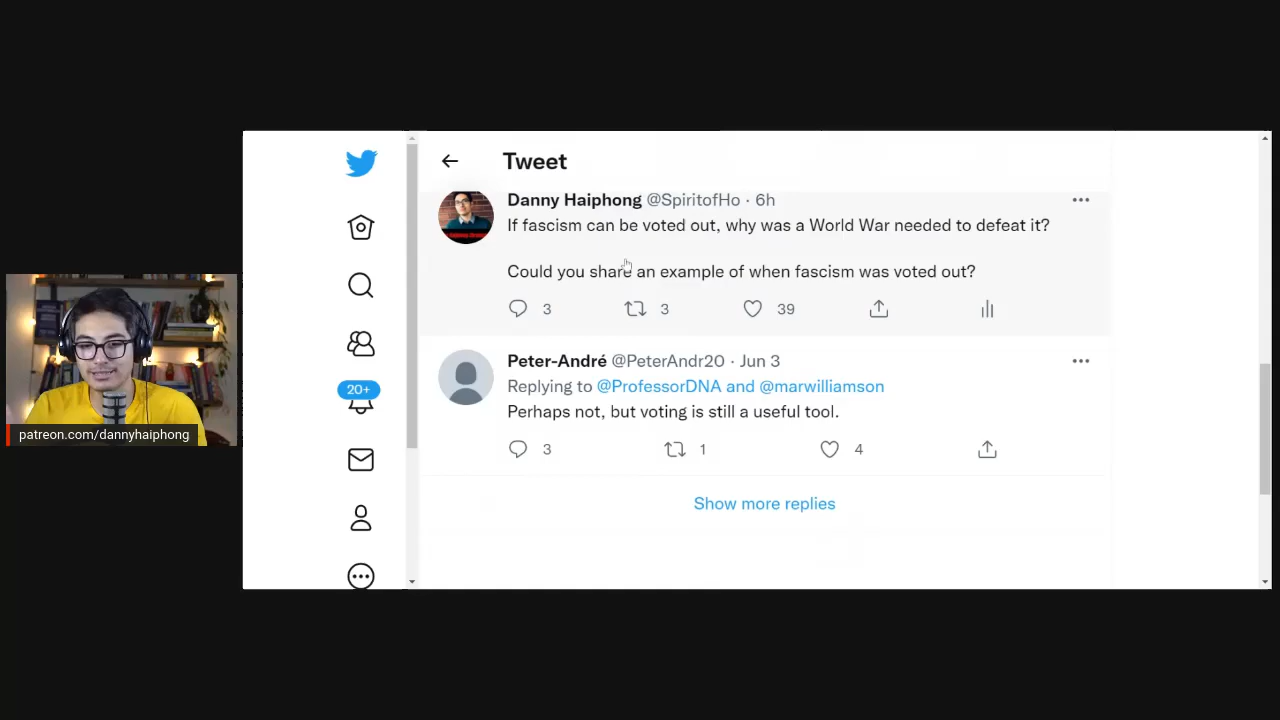 Tweet
Danny Haiphong @SpiritofHo · 6h
If fascism can be voted out, why was a World War needed to defeat it?
Could you share an example of when fascism was voted out?
3 3 39
Peter-André @PeterAndr20 · Jun 3
Replying to @ProfessorDNA and @marwilliamson
Perhaps not, but voting is still a useful tool.
3 1 4
Show more replies
20+
patreon.com/dannyhaiphong